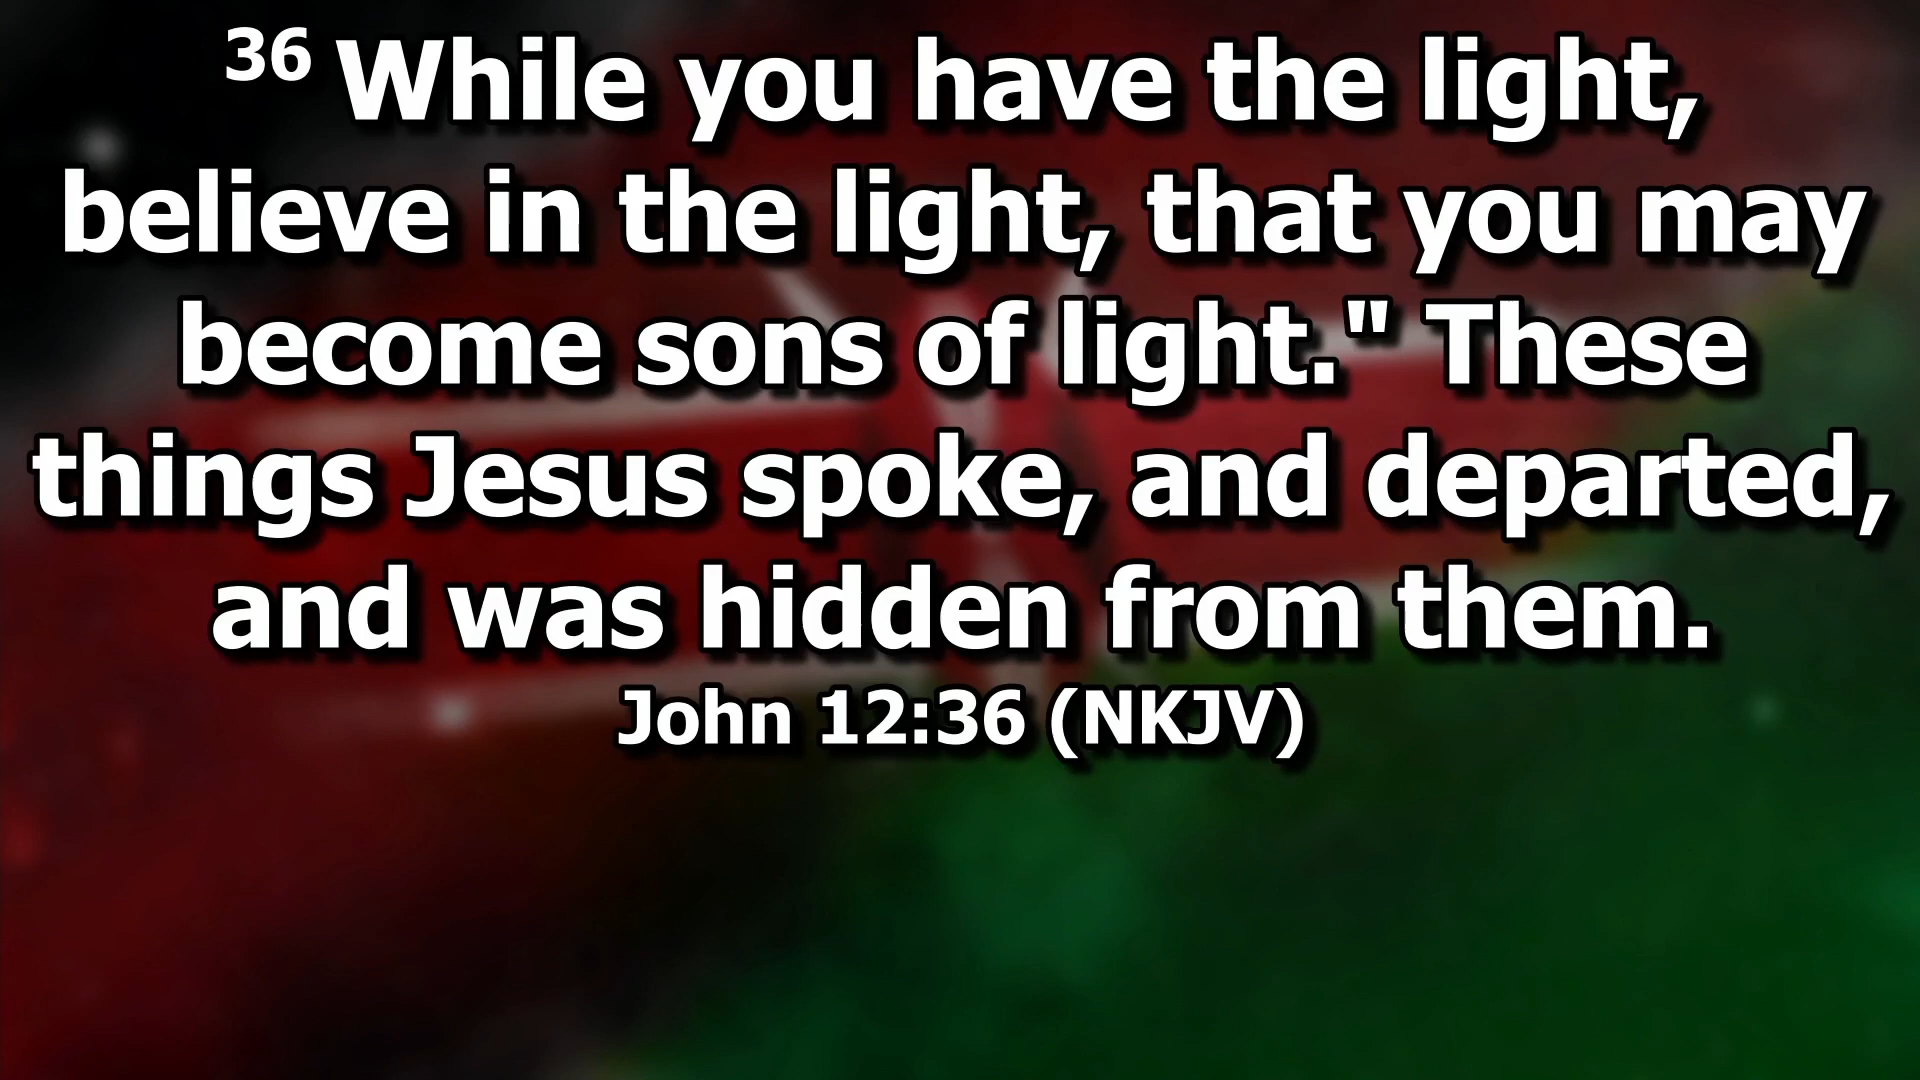 36 While you have the light,
believe in the light, that you may
become sons of light." These
things Jesus spoke, and departed,
and was hidden from them.
John 12:36 (NKJV)